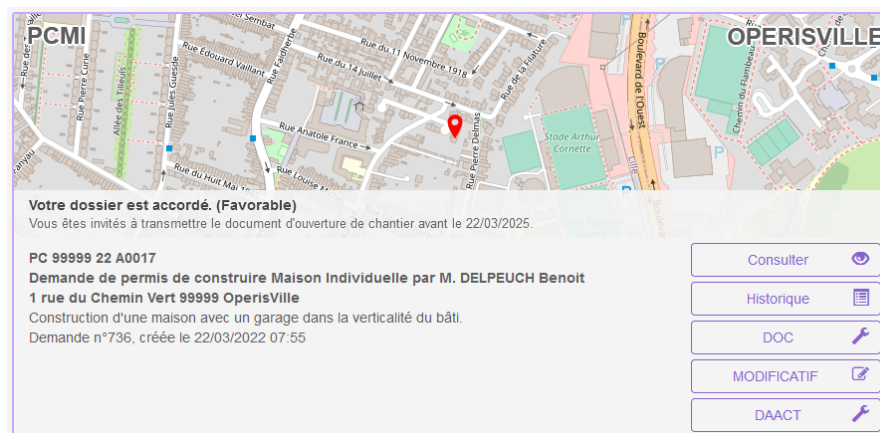 PCMI
OPERISVILLE
Rue Pierre Curie
Allée des Tilleuls
Rue Jules Guesde
Rue Édouard Vaillant
Rue Faidherbe
Rue du 11 Novembre 1918
Rue du 14 Juillet
Rue de la Filature
Rue Anatole France
Rue Pierre Delmas
Stade Arthur Cornette
Boulevard de l'Ouest
Lille
Chemin du Flambeau
Rue du Huit Mai
Rue Louise
P
P
Votre dossier est accordé. (Favorable)
Vous êtes invités à transmettre le document d'ouverture de chantier avant le 22/03/2025.
PC 99999 22 A0017
Demande de permis de construire Maison Individuelle par M. DELPEUCH Benoit
1 rue du Chemin Vert 99999 OperisVille
Construction d'une maison avec un garage dans la verticalité du bâti.
Demande n°736, créée le 22/03/2022 07:55
Consulter
Historique
DOC
MODIFICATIF
DAACT